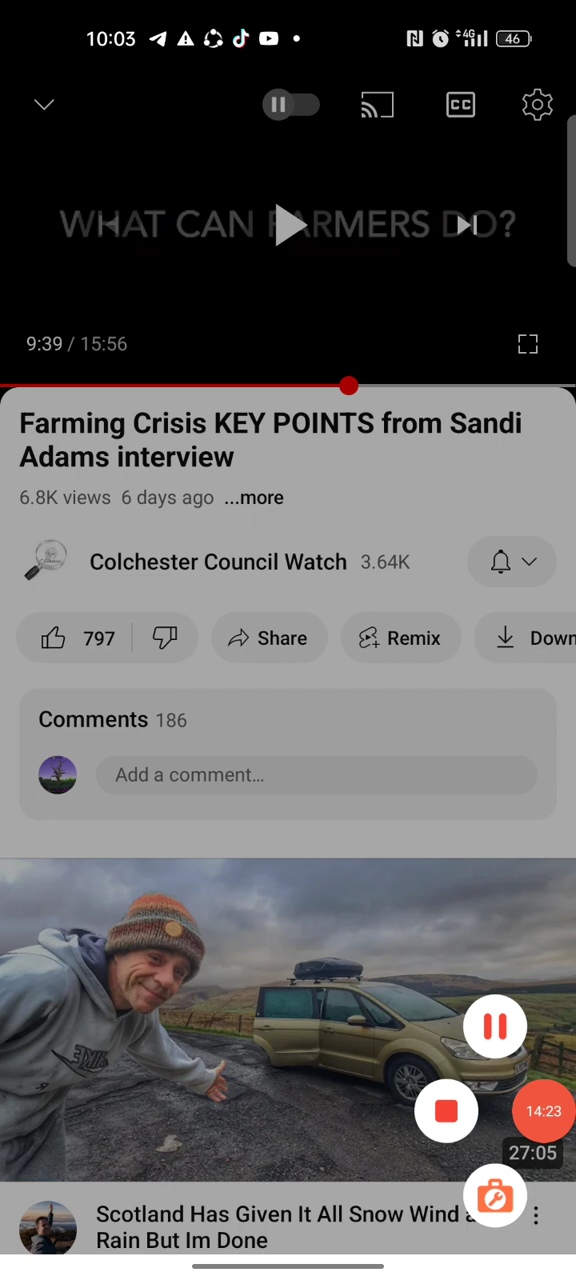 10:03
4G
46
CC
WHAT CAN FARMERS DO?
9:39 / 15:56
Farming Crisis KEY POINTS from Sandi
Adams interview
6.8K views 6 days ago ...more
Colchester Council Watch 3.64K
797
Share
Remix
Down
Comments 186
Add a comment...
14:23
27:05
Scotland Has Given It All Snow Wind a
Rain But Im Done